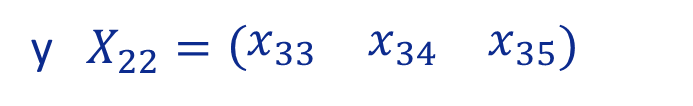 y X₂₂ = (x₃₃ x₃₄ x₃₅)